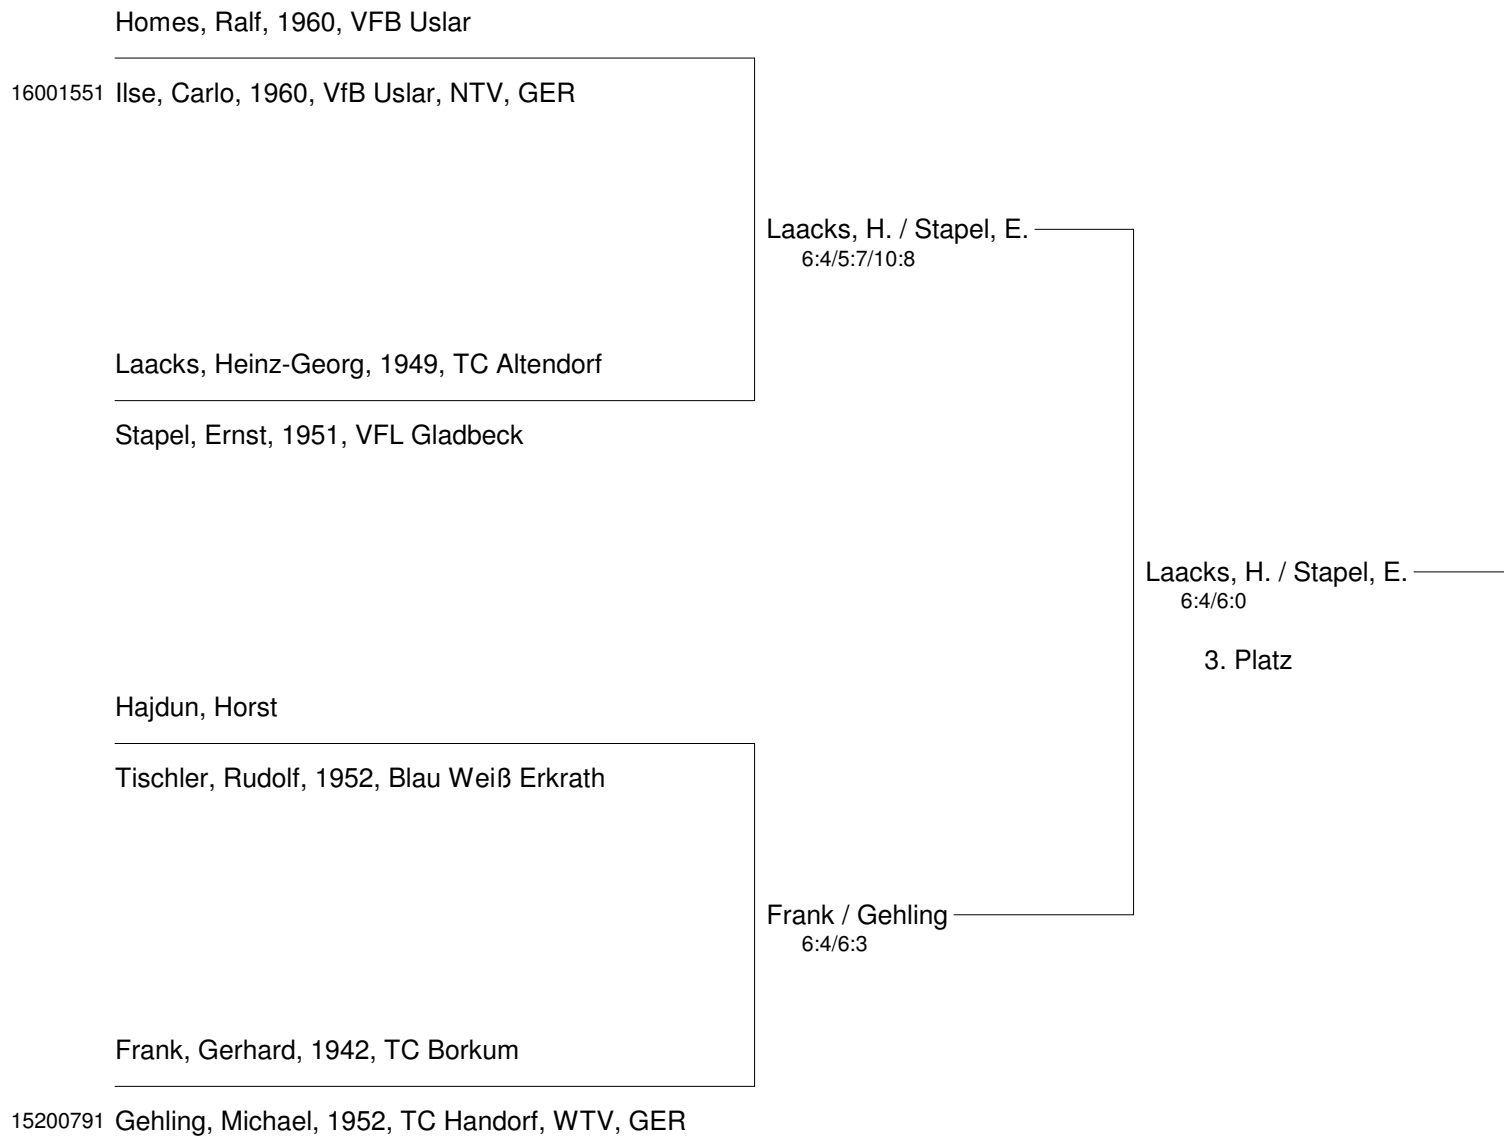 Homes, Ralf, 1960, VFB Uslar
16001551 Ilse, Carlo, 1960, VfB Uslar, NTV, GER
Laacks, H. / Stapel, E.
6:4/5:7/10:8
Laacks, Heinz-Georg, 1949, TC Altendorf
Stapel, Ernst, 1951, VFL Gladbeck
Laacks, H. / Stapel, E.
6:4/6:0
3. Platz
Hajdun, Horst
Tischler, Rudolf, 1952, Blau Weiß Erkrath
Frank / Gehling
6:4/6:3
Frank, Gerhard, 1942, TC Borkum
15200791 Gehling, Michael, 1952, TC Handorf, WTV, GER